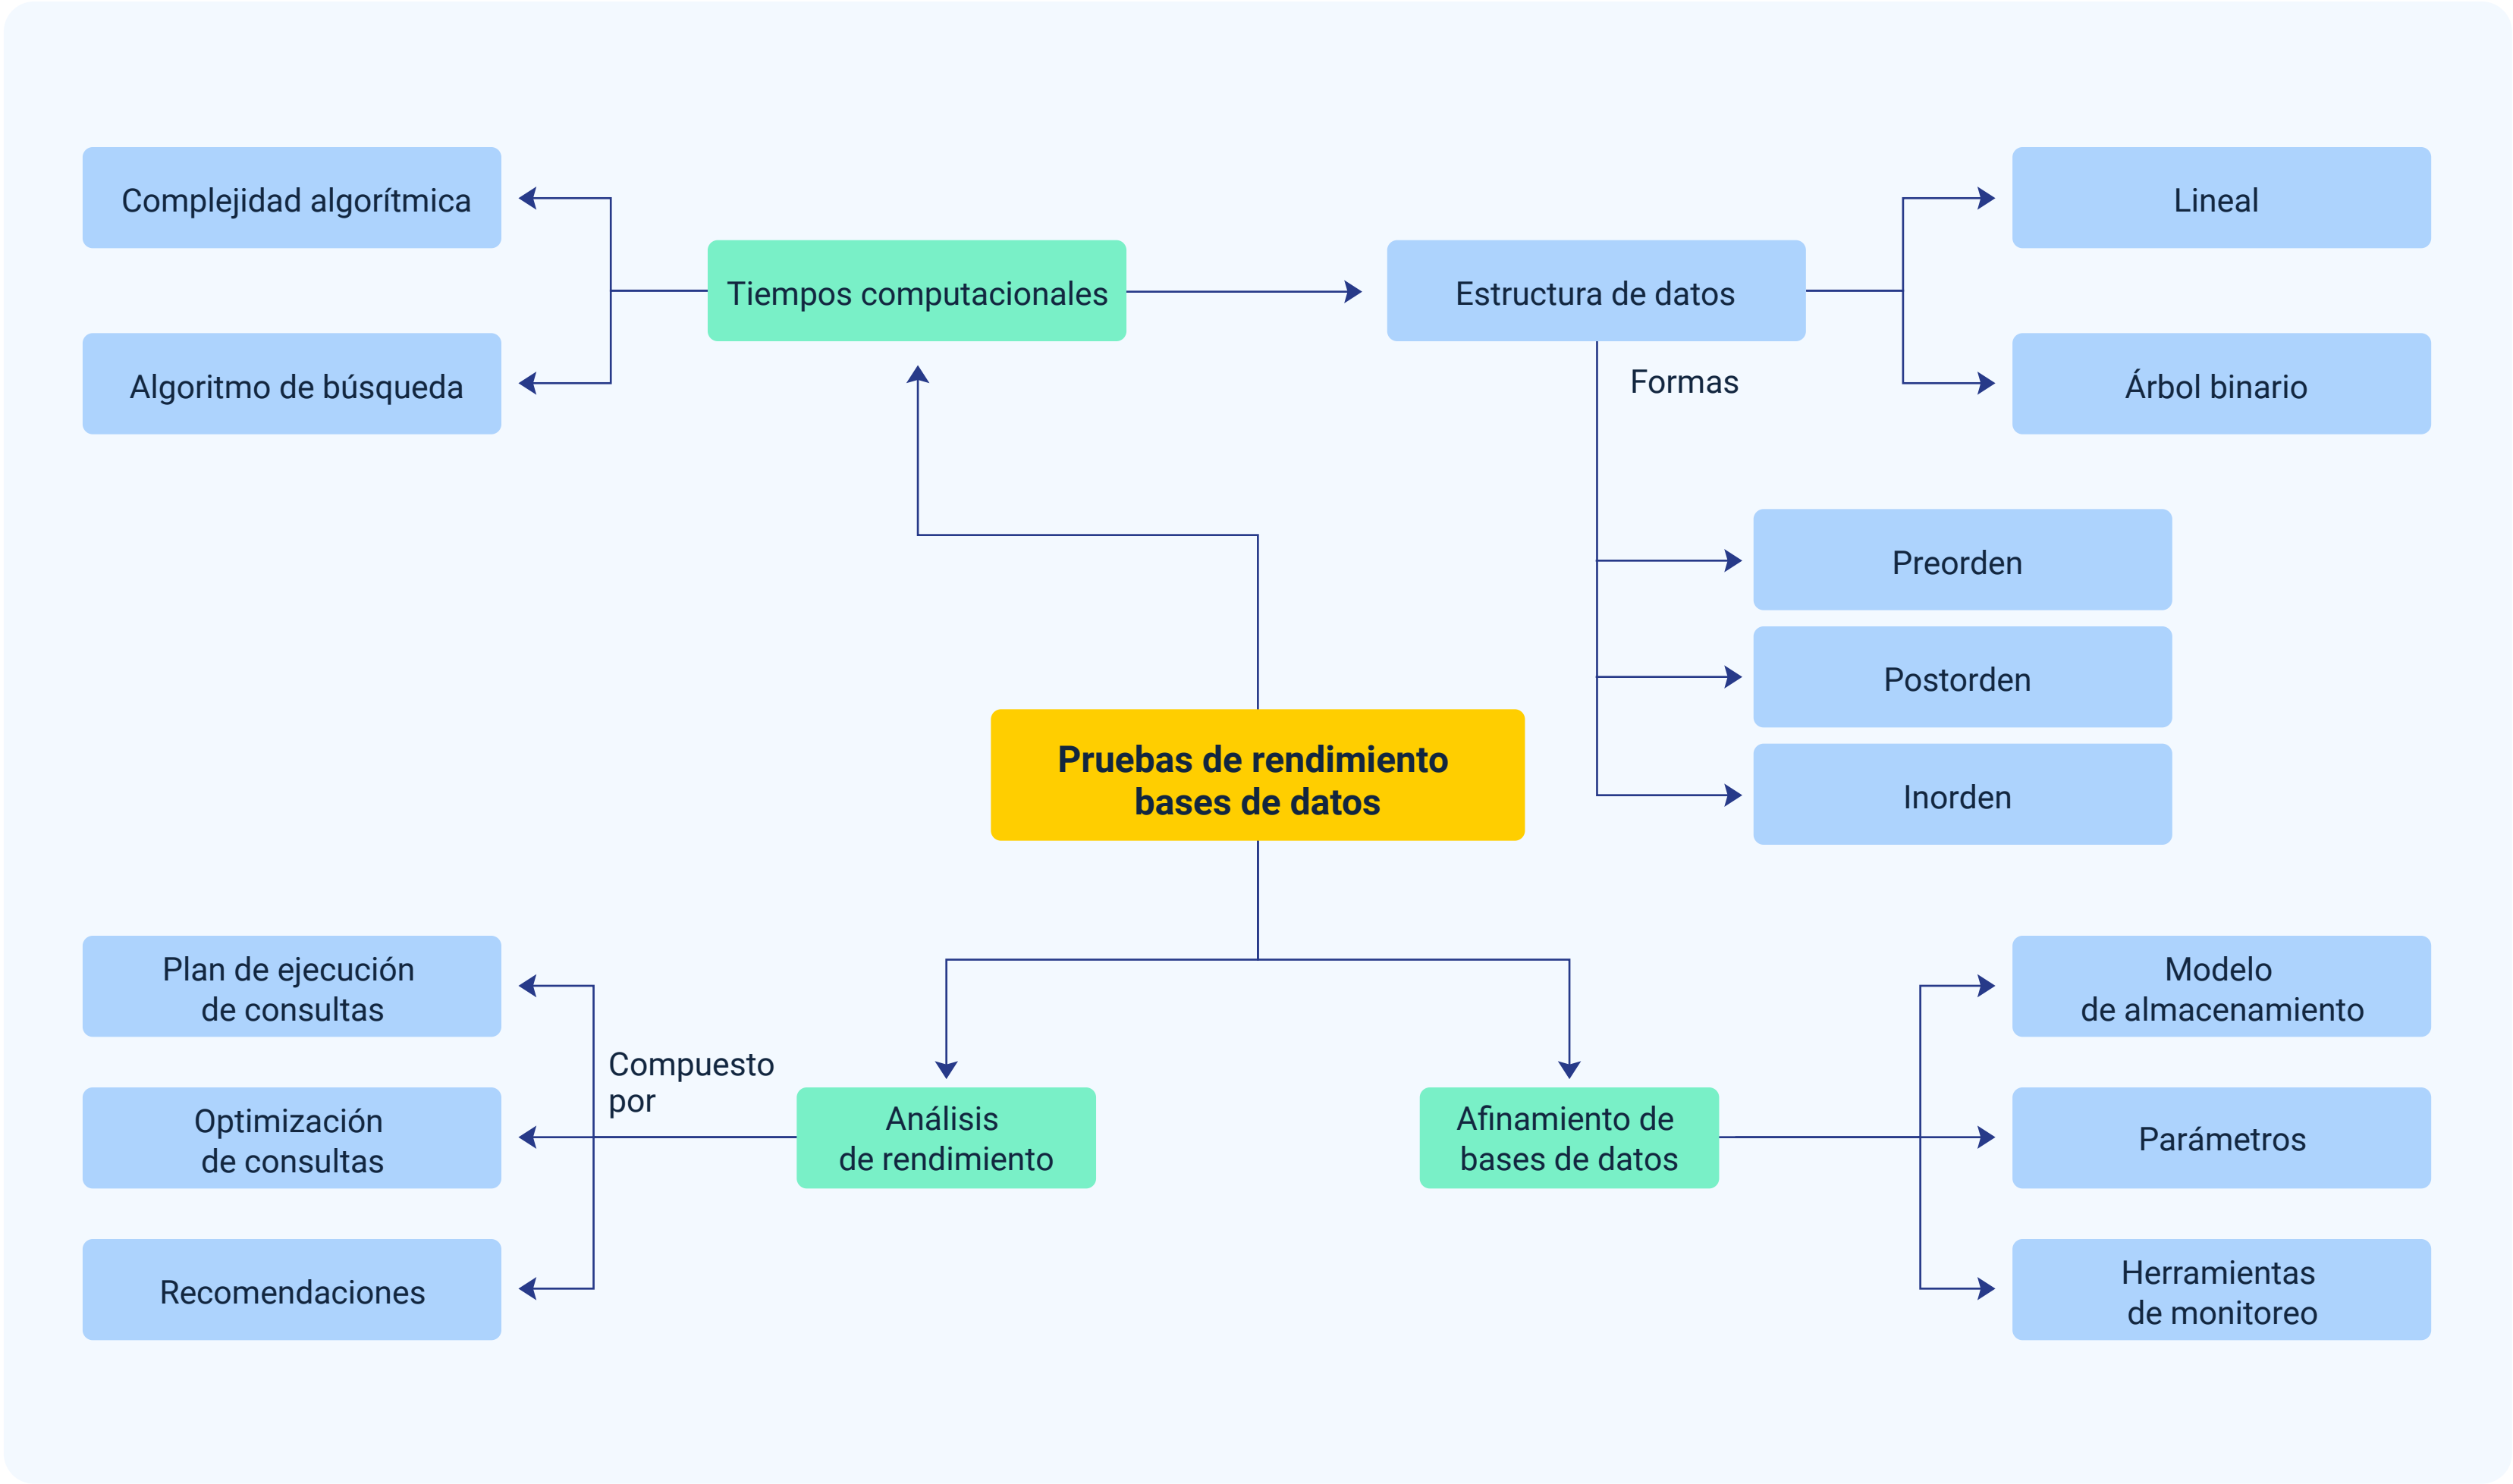 Complejidad algorítmica
Algoritmo de búsqueda
Tiempos computacionales
Estructura de datos
Lineal
Árbol binario
Formas
Preorden
Postorden
Inorden
Pruebas de rendimiento
bases de datos
Plan de ejecución
de consultas
Optimización
de consultas
Recomendaciones
Compuesto
por
Análisis
de rendimiento
Afinamiento de
bases de datos
Modelo
de almacenamiento
Parámetros
Herramientas
de monitoreo